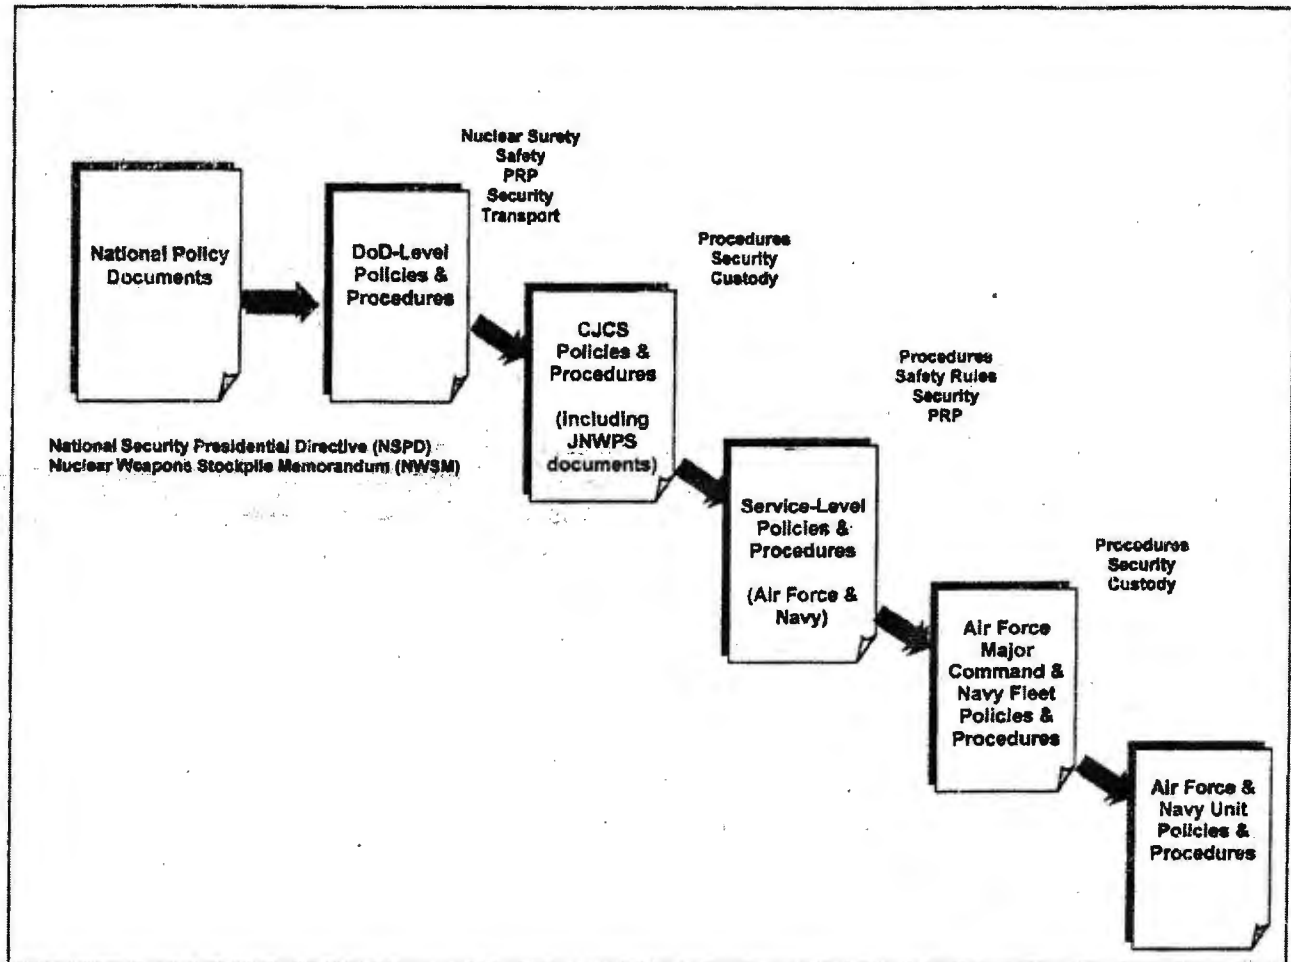 National Policy
Documents
National Security Presidential Directive (NSPD)
Nuclear Weapons Stockpile Memorandum (NWSM)
Nuclear Surety
Safety
PRP
Security
Transport
DoD-Level
Policies &
Procedures
Procedures
Security
Custody
CJCS
Policies &
Procedures
(including
JNWPS
documents)
Procedures
Safety Rules
Security
PRP
Service-Level
Policies &
Procedures
(Air Force &
Navy)
Procedures
Security
Custody
Air Force
Major
Command &
Navy Fleet
Policies &
Procedures
Air Force &
Navy Unit
Policies &
Procedures